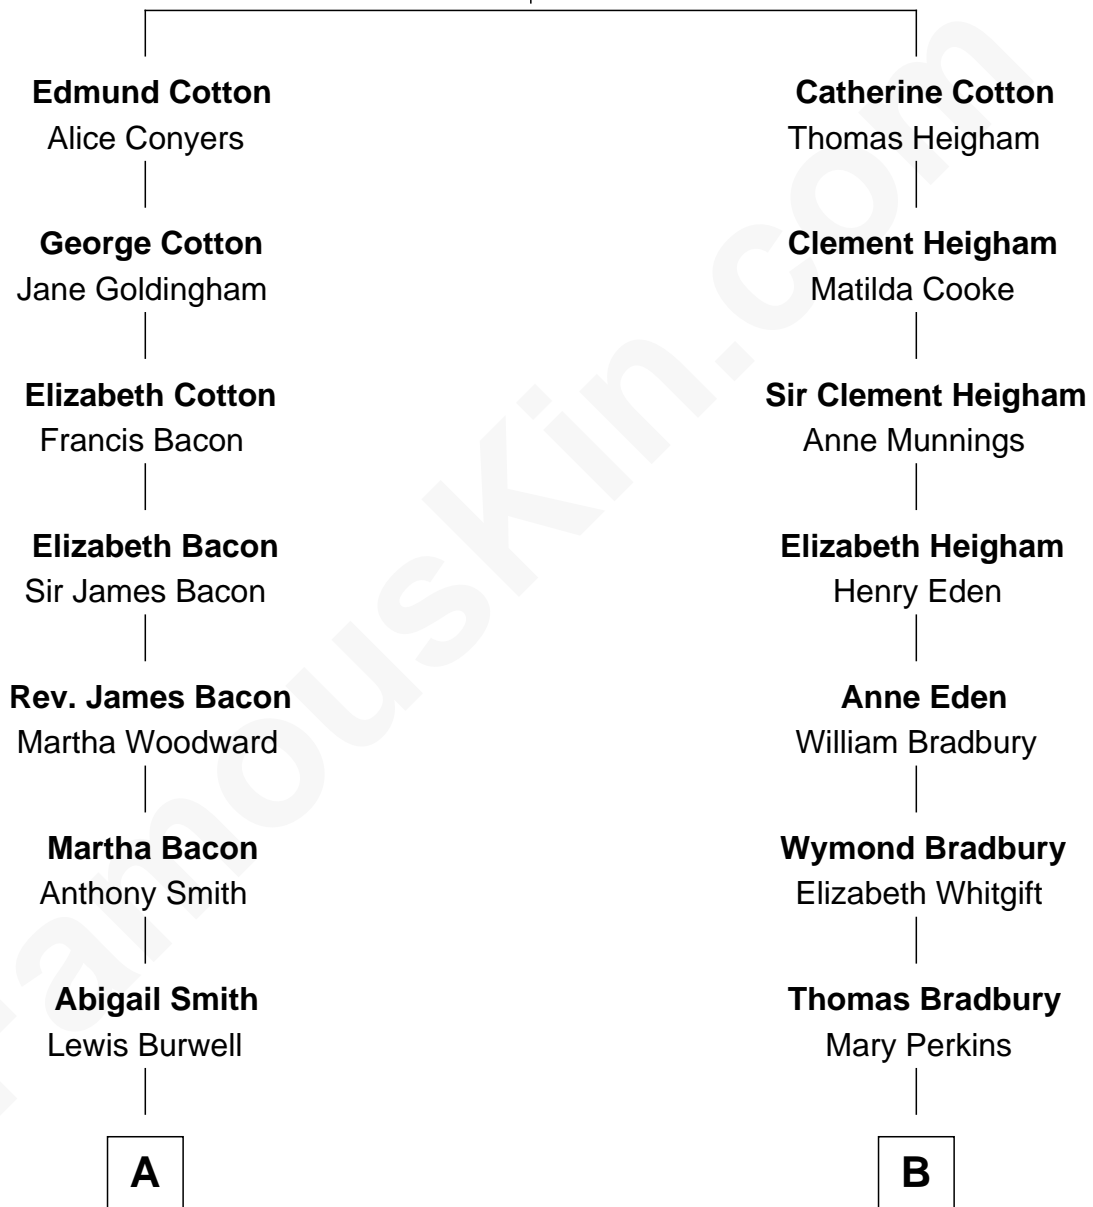 Edmund Cotton
Alice Conyers
George Cotton
Jane Goldingham
Elizabeth Cotton
Francis Bacon
Elizabeth Bacon
Sir James Bacon
Rev. James Bacon
Martha Woodward
Martha Bacon
Anthony Smith
Abigail Smith
Lewis Burwell
A
Catherine Cotton
Thomas Heigham
Clement Heigham
Matilda Cooke
Sir Clement Heigham
Anne Munnings
Elizabeth Heigham
Henry Eden
Anne Eden
William Bradbury
Wymond Bradbury
Elizabeth Whitgift
Thomas Bradbury
Mary Perkins
B
FamousKin.com